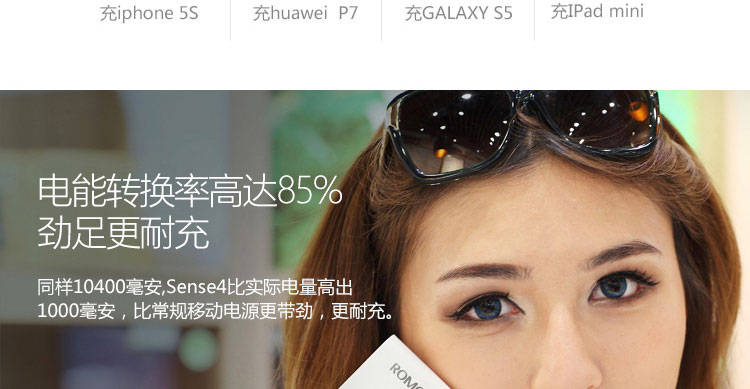 充iphone 5S
充huawei P7
充GALAXY S5
充IPad mini
电能转换率高达85%
劲足更耐充
同样10400毫安,Sense4比实际电量高出
1000毫安，比常规移动电源更带劲，更耐充。